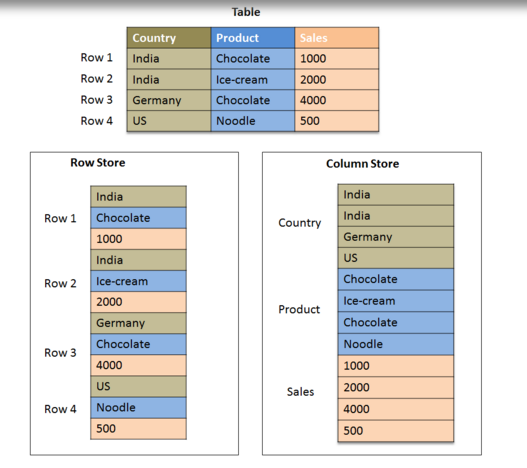 Table
Country Product Sales
Row 1 India Chocolate 1000
Row 2 India Ice-cream 2000
Row 3 Germany Chocolate 4000
Row 4 US Noodle 500
Row Store
India
Row 1 Chocolate
1000
India
Row 2 Ice-cream
2000
Germany
Row 3 Chocolate
4000
US
Row 4 Noodle
500
Column Store
India
India
Country
Germany
US
Chocolate
Ice-cream
Product
Chocolate
Noodle
1000
2000
Sales
4000
500